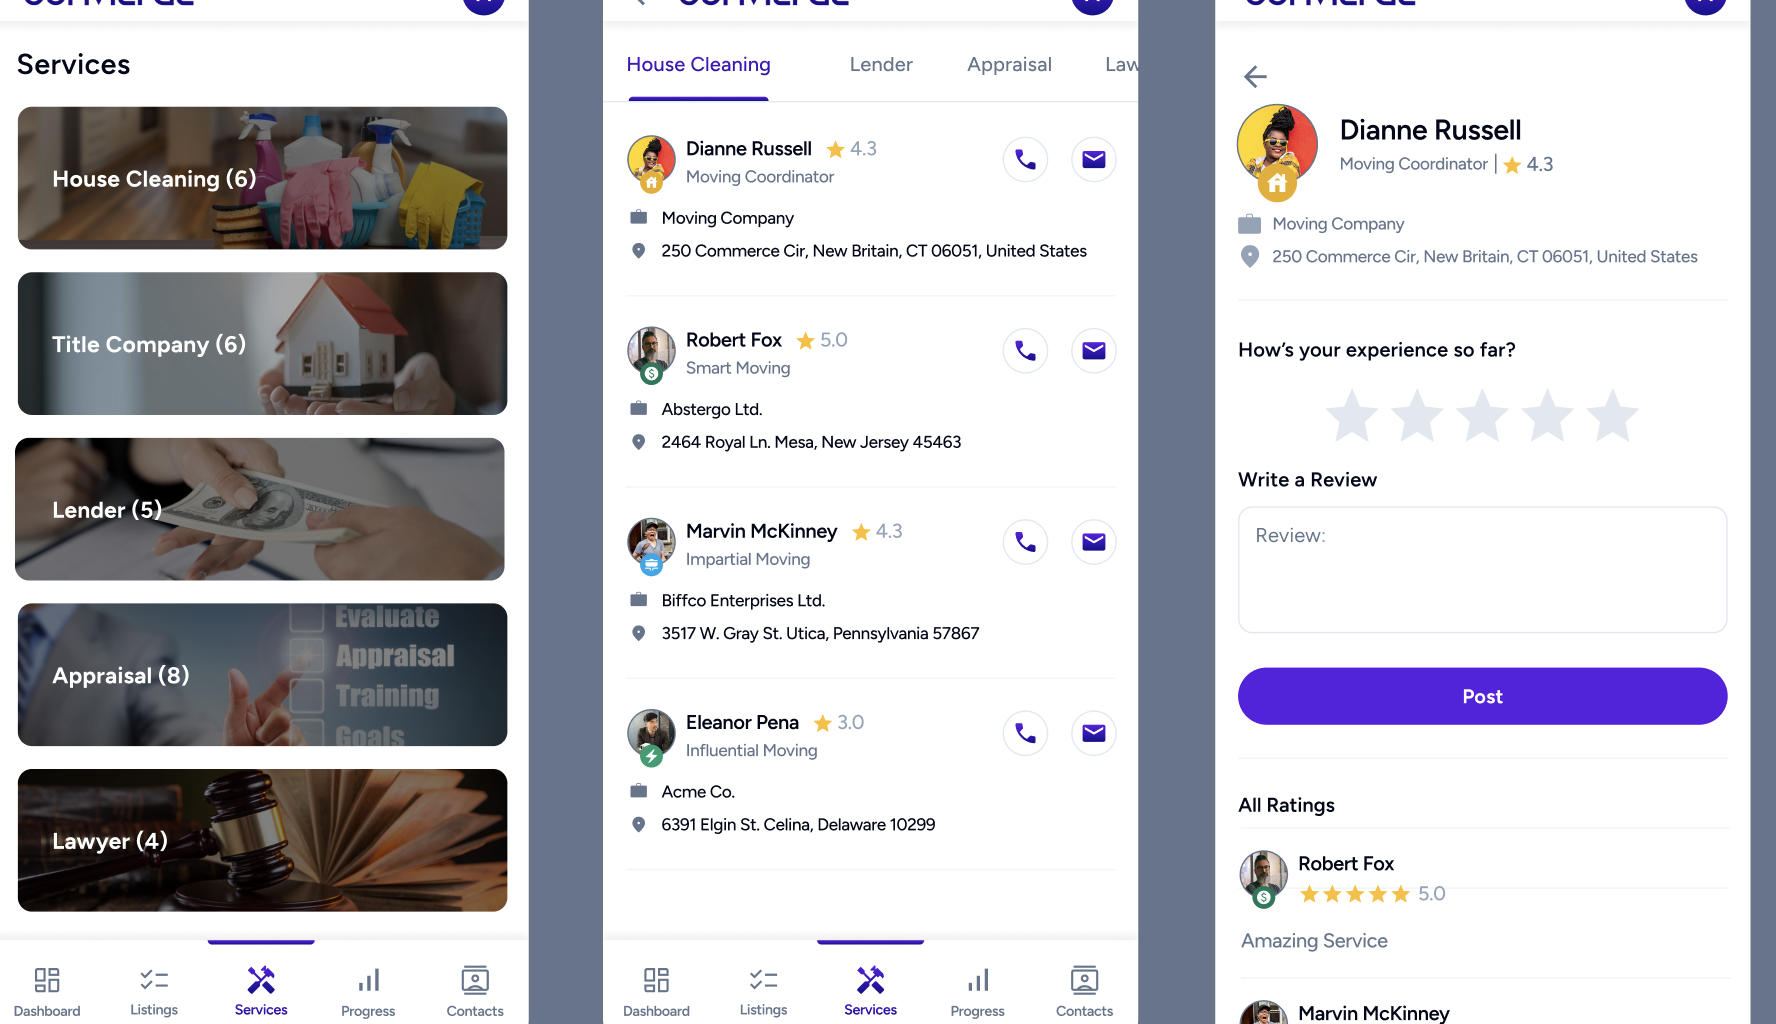 Services
House Cleaning (6)
Title Company (6)
Lender (5)
Evaluate
Appraisal
Appraisal (8)
Training
Goals
Lawyer (4)
Dashboard
Listings
Services
Progress
Contacts
House Cleaning
Lender
Appraisal
Law
Dianne Russell 4.3
Moving Coordinator
Moving Company
250 Commerce Cir, New Britain, CT 06051, United States
Robert Fox 5.0
Smart Moving
Abstergo Ltd.
2464 Royal Ln. Mesa, New Jersey 45463
Marvin McKinney 4.3
Impartial Moving
Biffco Enterprises Ltd.
3517 W. Gray St. Utica, Pennsylvania 57867
Eleanor Pena 3.0
Influential Moving
Acme Co.
6391 Elgin St. Celina, Delaware 10299
Dashboard
Listings
Services
Progress
Contacts
Dianne Russell
Moving Coordinator | 4.3
Moving Company
250 Commerce Cir, New Britain, CT 06051, United States
How's your experience so far?
Write a Review
Review:
Post
All Ratings
Robert Fox
5.0
Amazing Service
Marvin McKinney